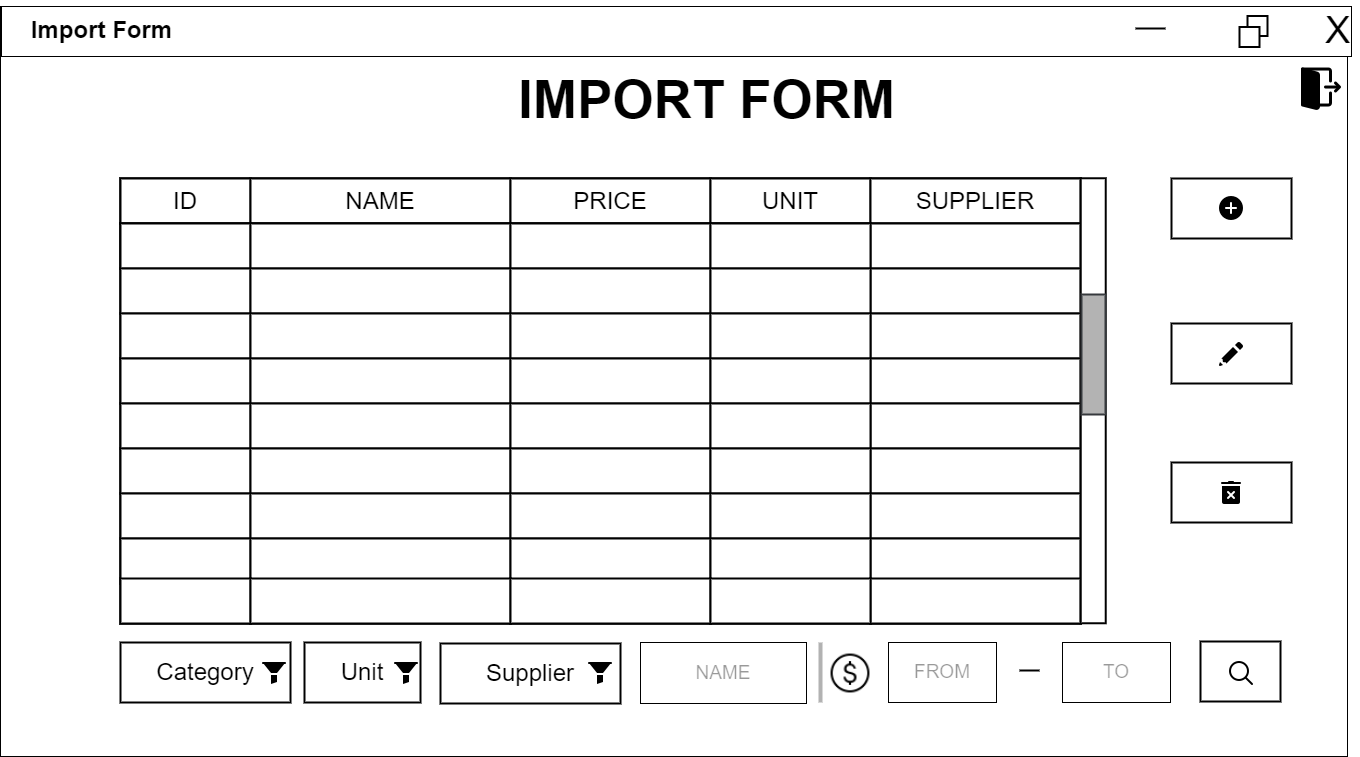 Import Form
X
IMPORT FORM
ID NAME PRICE UNIT SUPPLIER
Category Unit Supplier NAME $ FROM — TO